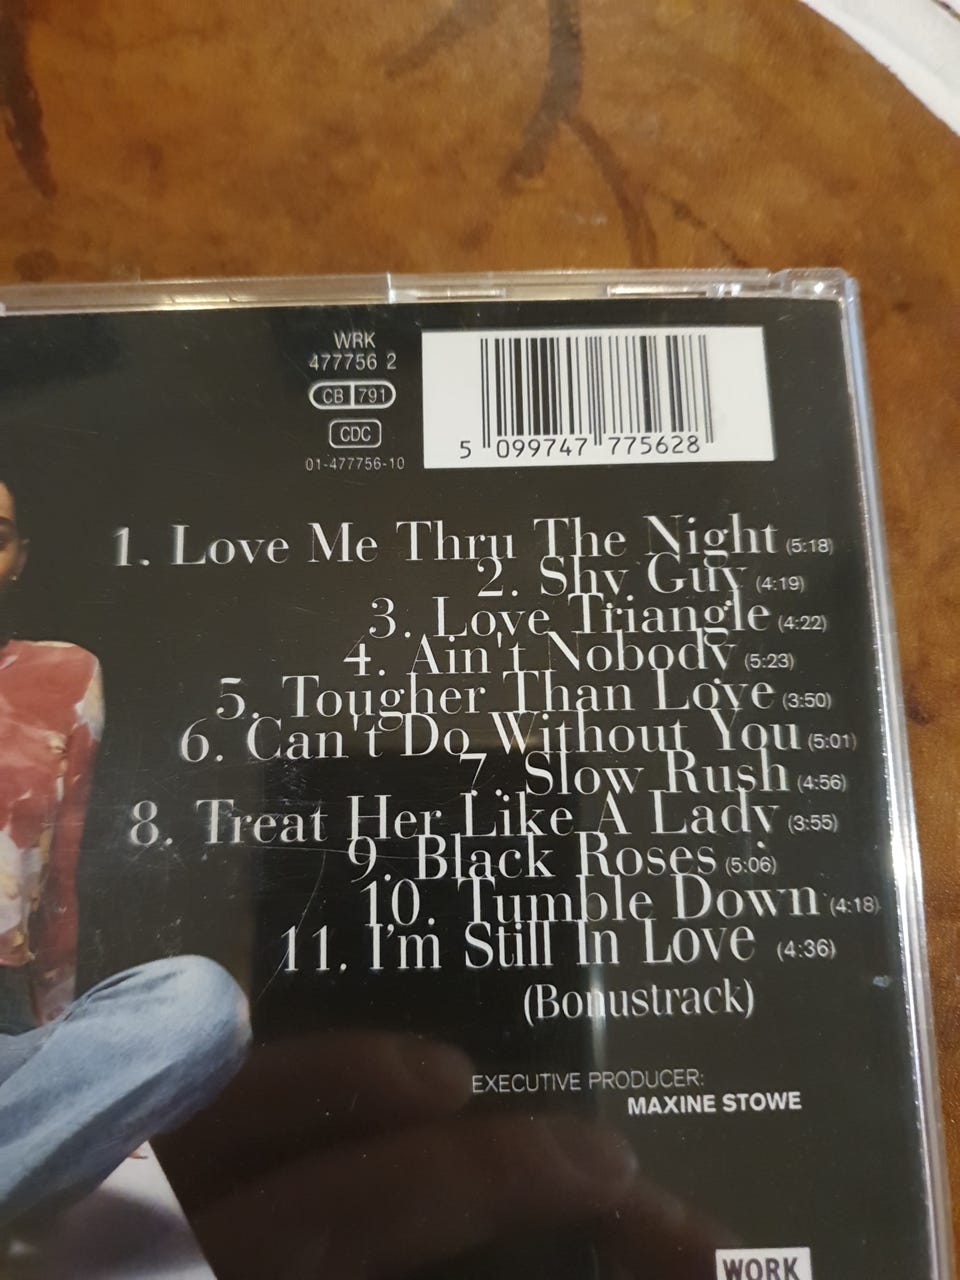 WRK
477756 2
CB 791
CDC
01-477756-10
5 099747 775628
1. Love Me Thru The Night (5:18)
2. Shy Guy (4:19)
3. Love Triangle (4:22)
4. Ain't Nobody (5:23)
5. Tougher Than Love (3:50)
6. Can't Do Without You (5:01)
7. Slow Rush (4:56)
8. Treat Her Like A Lady (3:55)
9. Black Roses (5:06)
10. Tumble Down (4:18)
11. I'm Still In Love (4:36)
(Bonustrack)
EXECUTIVE PRODUCER:
MAXINE STOWE
WORK